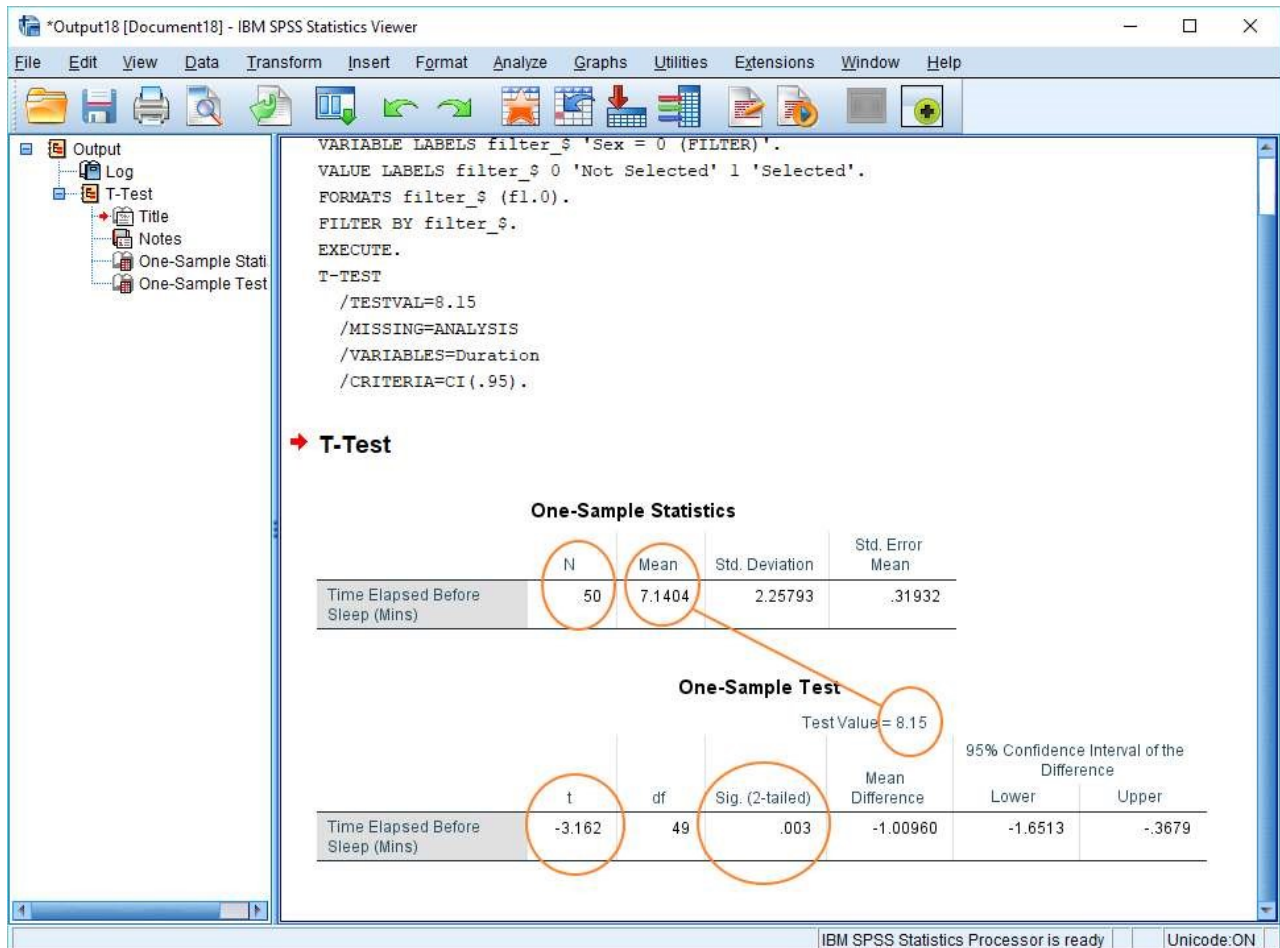 *Output18 [Document18] - IBM SPSS Statistics Viewer
File Edit View Data Transform Insert Format Analyze Graphs Utilities Extensions Window Help
Output
Log
T-Test
Title
Notes
One-Sample Stati
One-Sample Test
VARIABLE LABELS filter_$ 'Sex = 0 (FILTER)'.
VALUE LABELS filter_$ 0 'Not Selected' 1 'Selected'.
FORMATS filter_$ (f1.0).
FILTER BY filter_$.
EXECUTE.
T-TEST
/TESTVAL=8.15
/MISSING=ANALYSIS
/VARIABLES=Duration
/CRITERIA=CI(.95).
T-Test
One-Sample Statistics
N Mean Std. Deviation Std. Error
Mean
Time Elapsed Before 50 7.1404 2.25793 .31932
Sleep (Mins)
One-Sample Test
Test Value = 8.15
95% Confidence Interval of the
Difference
t df Sig. (2-tailed) Mean
Difference Lower Upper
Time Elapsed Before -3.162 49 .003 -1.00960 -1.6513 -.3679
Sleep (Mins)
IBM SPSS Statistics Processor is ready Unicode:ON